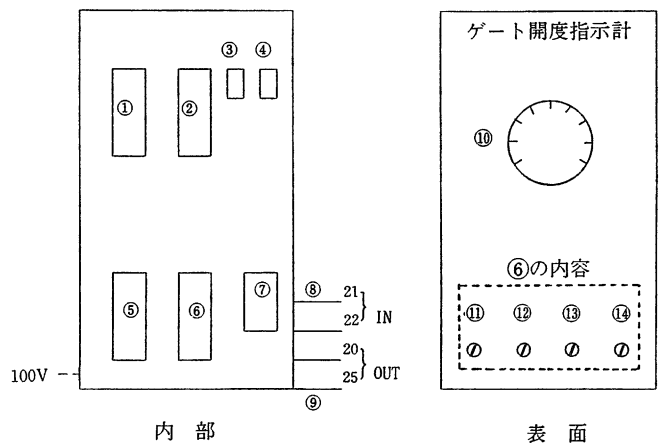 ゲート開度指示計
③ ④
① ②
⑩
⑥の内容
⑤ ⑥ ⑦ ⑧ 21
22 } IN
⑪ ⑫ ⑬ ⑭
20
25 } OUT
100V
⑨
内 部
表 面